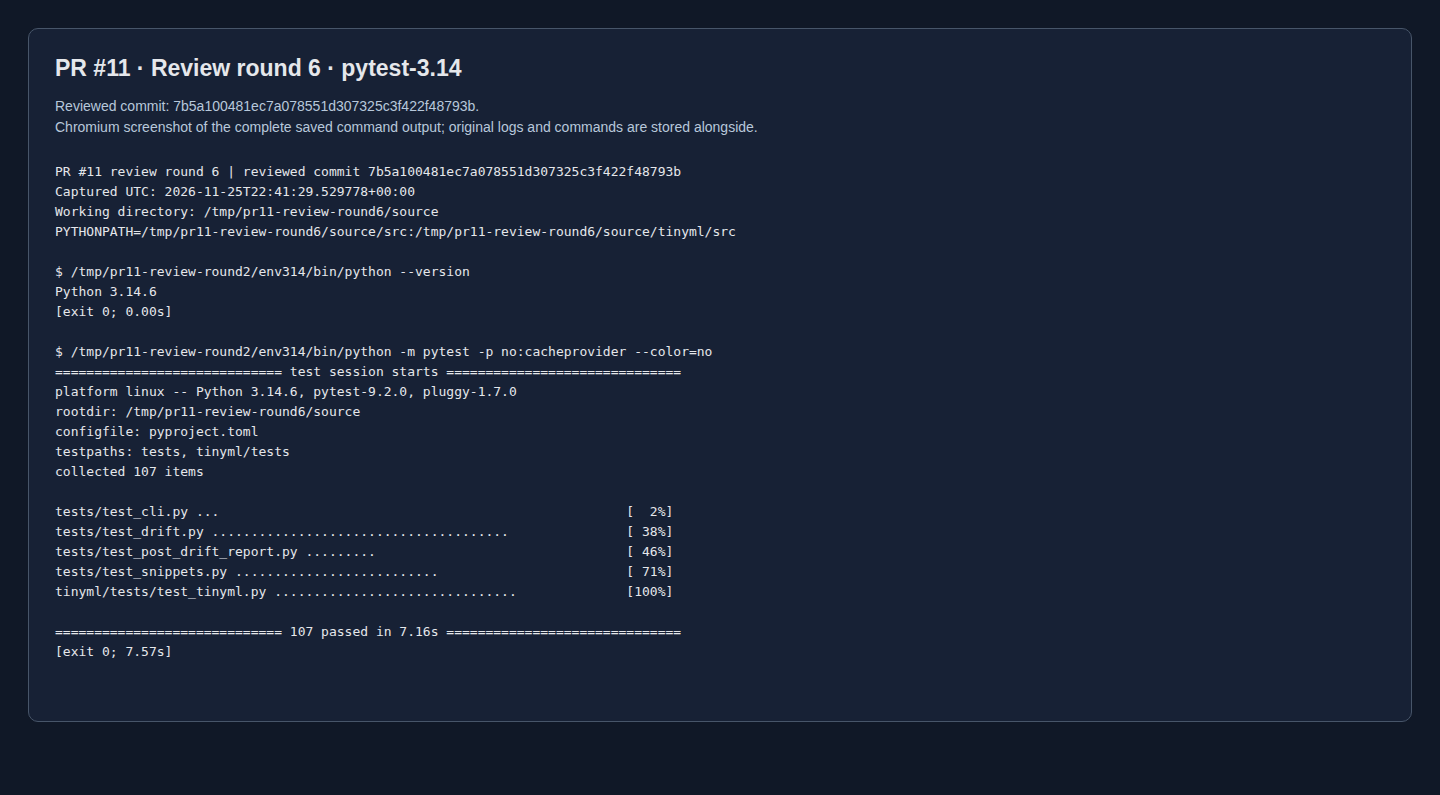 PR #11 · Review round 6 · pytest-3.14
Reviewed commit: 7b5a100481ec7a078551d307325c3f422f48793b.
Chromium screenshot of the complete saved command output; original logs and commands are stored alongside.
PR #11 review round 6 | reviewed commit 7b5a100481ec7a078551d307325c3f422f48793b
Captured UTC: 2026-11-25T22:41:29.529778+00:00
Working directory: /tmp/pr11-review-round6/source
PYTHONPATH=/tmp/pr11-review-round6/source/src:/tmp/pr11-review-round6/source/tinyml/src
$ /tmp/pr11-review-round2/env314/bin/python --version
Python 3.14.6
[exit 0; 0.00s]
$ /tmp/pr11-review-round2/env314/bin/python -m pytest -p no:cacheprovider --color=no
============================= test session starts ==============================
platform linux -- Python 3.14.6, pytest-9.2.0, pluggy-1.7.0
rootdir: /tmp/pr11-review-round6/source
configfile: pyproject.toml
testpaths: tests, tinyml/tests
collected 107 items
tests/test_cli.py ...                                                    [  2%]
tests/test_drift.py ......................................               [ 38%]
tests/test_post_drift_report.py .........                                [ 46%]
tests/test_snippets.py ..........................                        [ 71%]
tinyml/tests/test_tinyml.py ...............................              [100%]
============================= 107 passed in 7.16s ==============================
[exit 0; 7.57s]